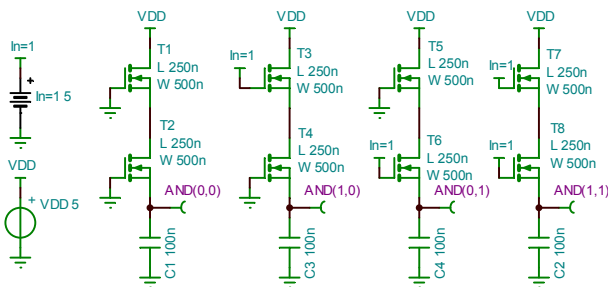 In=1
In=1 5
VDD
VDD 5
VDD
T1
L 250n
W 500n
T2
L 250n
W 500n
AND(0,0)
C1 100n
VDD
In=1
T3
L 250n
W 500n
T4
L 250n
W 500n
AND(1,0)
C3 100n
VDD
T5
L 250n
W 500n
In=1
T6
L 250n
W 500n
AND(0,1)
C4 100n
VDD
In=1
T7
L 250n
W 500n
In=1
T8
L 250n
W 500n
AND(1,1)
C2 100n